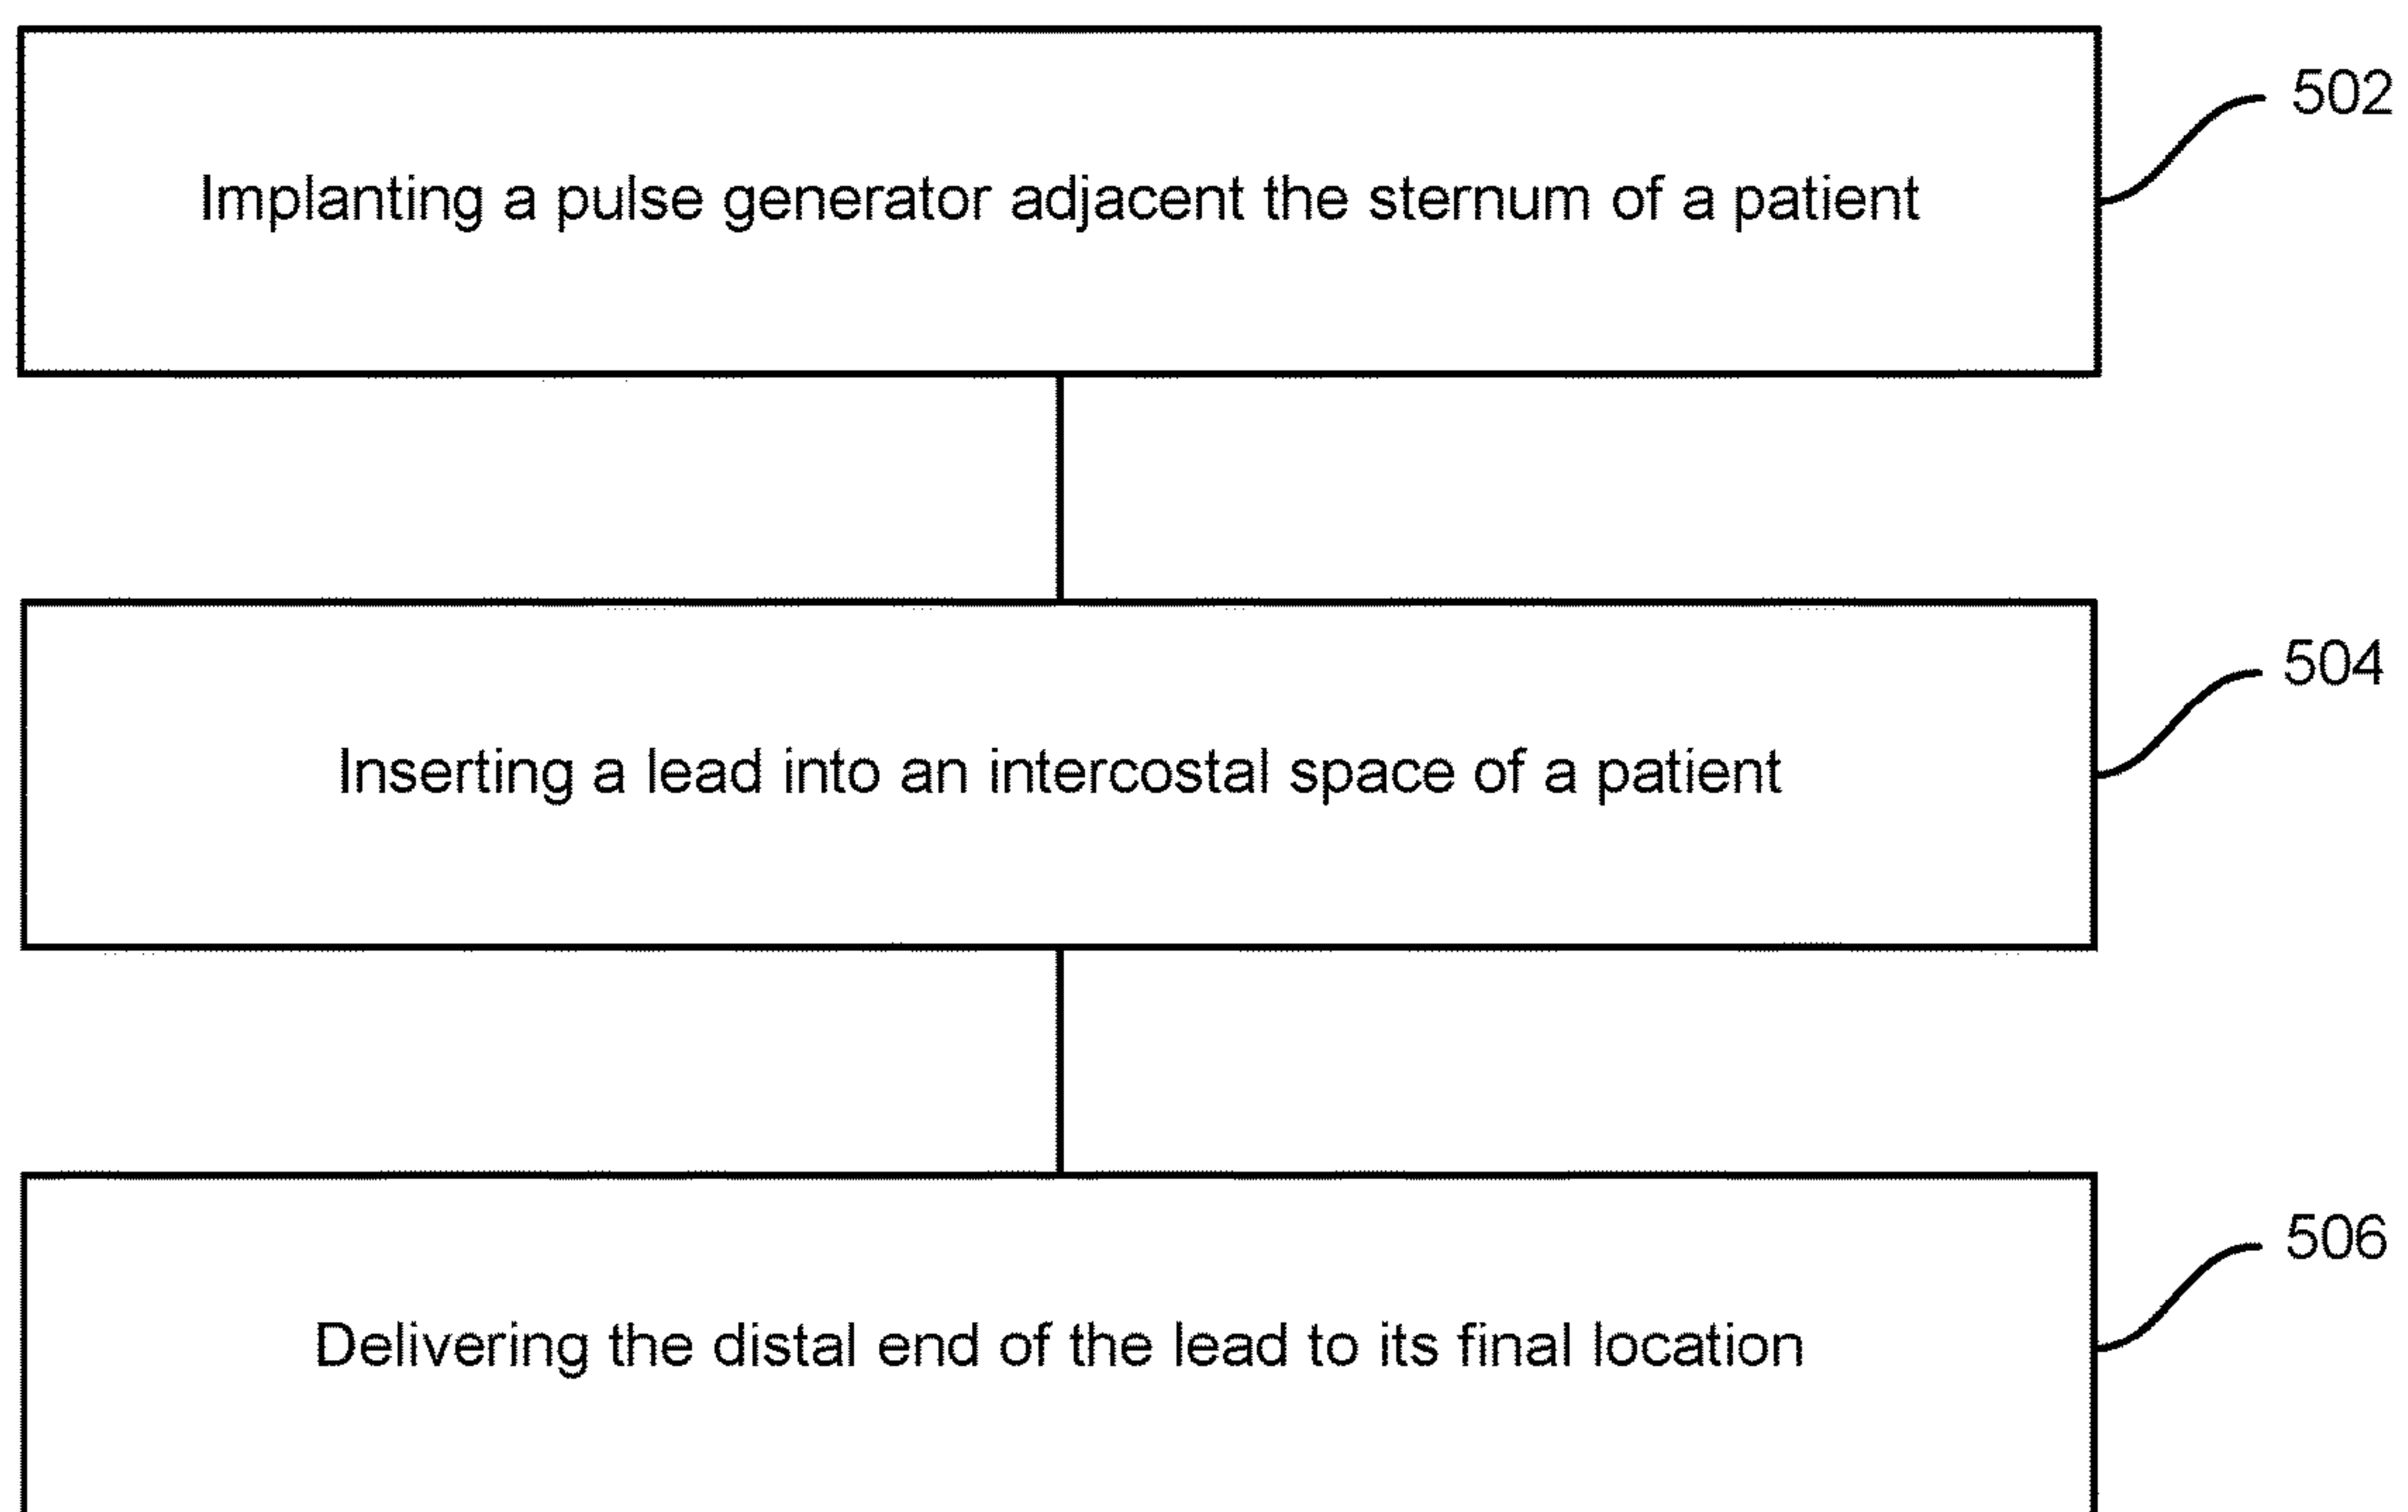 502
Implanting a pulse generator adjacent the sternum of a patient
504
Inserting a lead into an intercostal space of a patient
506
Delivering the distal end of the lead to its final location